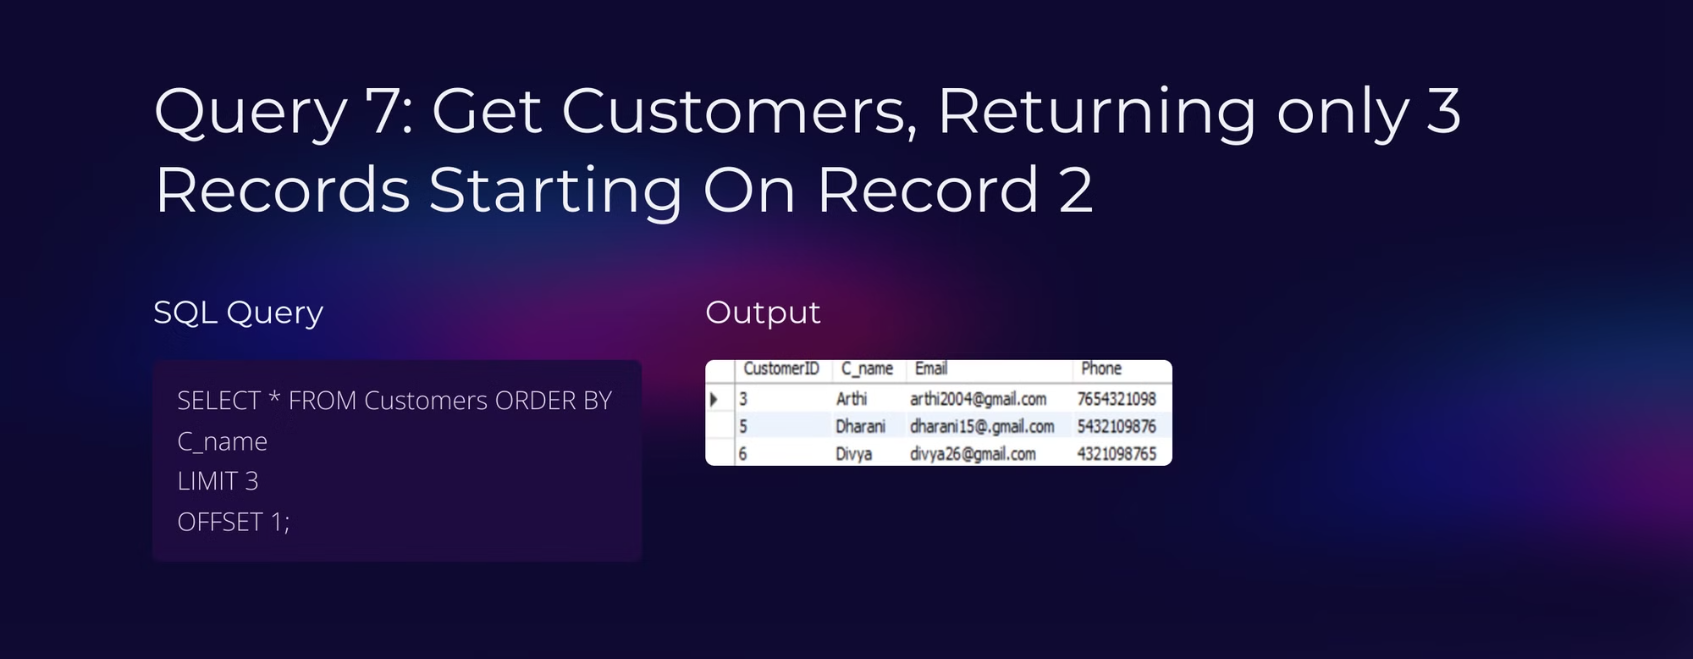 Query 7: Get Customers, Returning only 3
Records Starting On Record 2
SQL Query
SELECT * FROM Customers ORDER BY
C_name
LIMIT 3
OFFSET 1;
Output
CustomerID C_name Email Phone
3 Arthi arthi2004@gmail.com 7654321098
5 Dharani dharani15@.gmail.com 5432109876
6 Divya divya26@gmail.com 4321098765